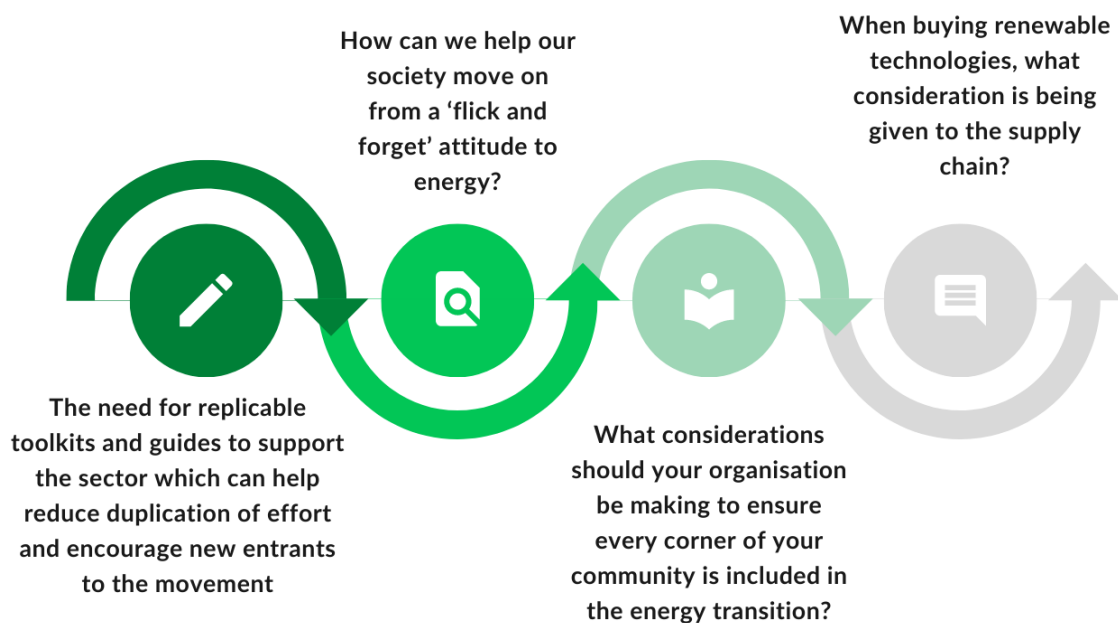 The need for replicable
toolkits and guides to support
the sector which can help
reduce duplication of effort
and encourage new entrants
to the movement
How can we help our
society move on
from a ‘flick and
forget’ attitude to
energy?
What considerations
should your organisation
be making to ensure
every corner of your
community is included in
the energy transition?
When buying renewable
technologies, what
consideration is being
given to the supply
chain?